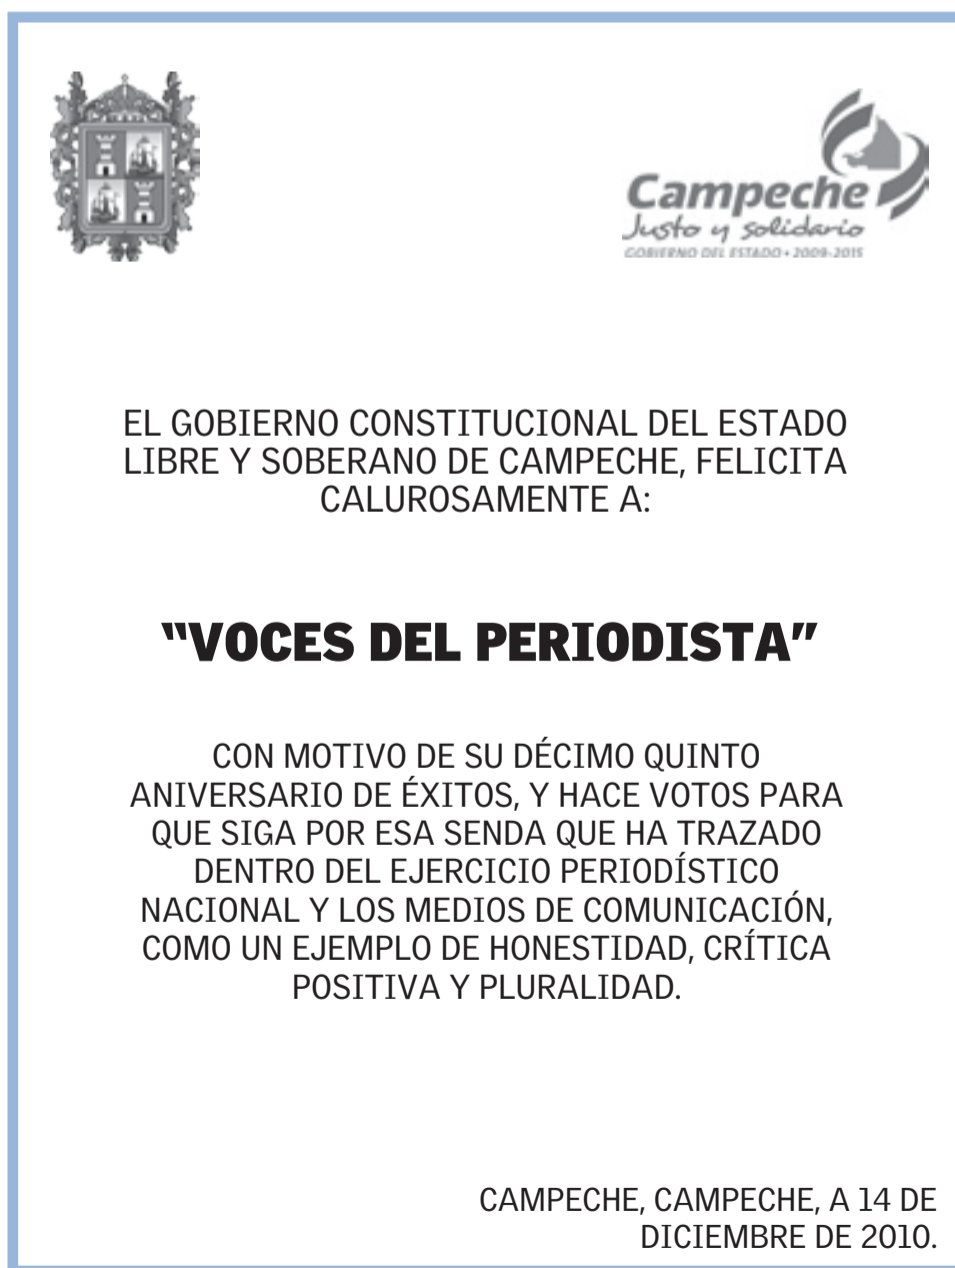 Campeche
Justo y solidario
GOBIERNO DEL ESTADO • 2009-2015
EL GOBIERNO CONSTITUCIONAL DEL ESTADO
LIBRE Y SOBERANO DE CAMPECHE, FELICITA
CALUROSAMENTE A:
“VOCES DEL PERIODISTA”
CON MOTIVO DE SU DÉCIMO QUINTO
ANIVERSARIO DE ÉXITOS, Y HACE VOTOS PARA
QUE SIGA POR ESA SENDA QUE HA TRAZADO
DENTRO DEL EJERCICIO PERIODÍSTICO
NACIONAL Y LOS MEDIOS DE COMUNICACIÓN,
COMO UN EJEMPLO DE HONESTIDAD, CRÍTICA
POSITIVA Y PLURALIDAD.
CAMPECHE, CAMPECHE, A 14 DE
DICIEMBRE DE 2010.